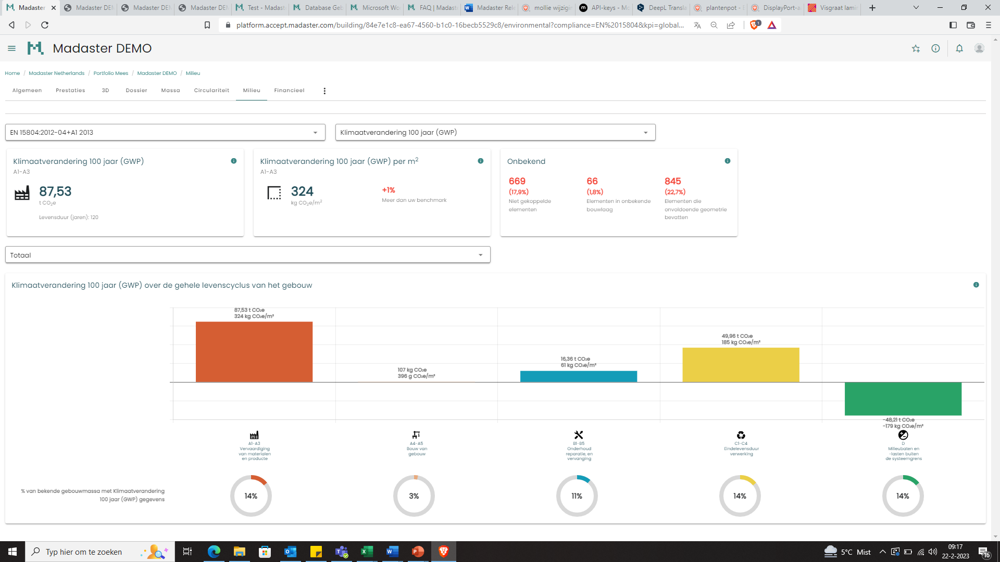 Madaster
Madaster DEM
Madaster DEM
Madaster DEM
Test - Madast
Database Geb
Microsoft Wo
FAQ | Madast
Madaster Rele
mollie wijzigin
API-keys - Mo
DeepL Transla
plantenpot - B
DisplayPort-a
Visgraat lamin
platform.accept.madaster.com/building/84e7e1c8-ea67-4560-b1c0-16becb5529c8/environmental?compliance=EN%2015804&kpi=global...
1
Madaster DEMO
Home / Madaster Netherlands / Portfolio Mees / Madaster DEMO / Milieu
Algemeen Prestaties 3D Dossier Massa Circulariteit Milieu Financieel
EN 15804:2012-04+A1 2013
Klimaatverandering 100 jaar (GWP)
Klimaatverandering 100 jaar (GWP)
A1-A3
87,53
t CO₂e
Levensduur (jaren): 120
Klimaatverandering 100 jaar (GWP) per m²
A1-A3
324
kg CO₂e/m²
+1%
Meer dan uw benchmark
Onbekend
669
(17,9%)
Niet gekoppelde
elementen
66
(1,8%)
Elementen in onbekende
bouwlaag
845
(22,7%)
Elementen die
onvoldoende geometrie
bevatten
Totaal
Klimaatverandering 100 jaar (GWP) over de gehele levenscyclus van het gebouw
87,53 t CO₂e
324 kg CO₂e/m²
107 kg CO₂e
396 g CO₂e/m²
16,36 t CO₂e
61 kg CO₂e/m²
49,96 t CO₂e
185 kg CO₂e/m²
-48,21 t CO₂e
-179 kg CO₂e/m²
A1-A3
Vervaardiging
van materialen
en producte
A4-A5
Bouw van
gebouw
B1-B5
Onderhoud
reparatie, en
vervanging
C1-C4
Eindelevensduur
verwerking
D
Milieubaten en
-lasten buiten
de systeemgrens
% van bekende gebouwmassa met Klimaatverandering
100 jaar (GWP) gegevens
14%
3%
11%
14%
14%
Typ hier om te zoeken
5°C Mist
09:17
22-2-2023
16